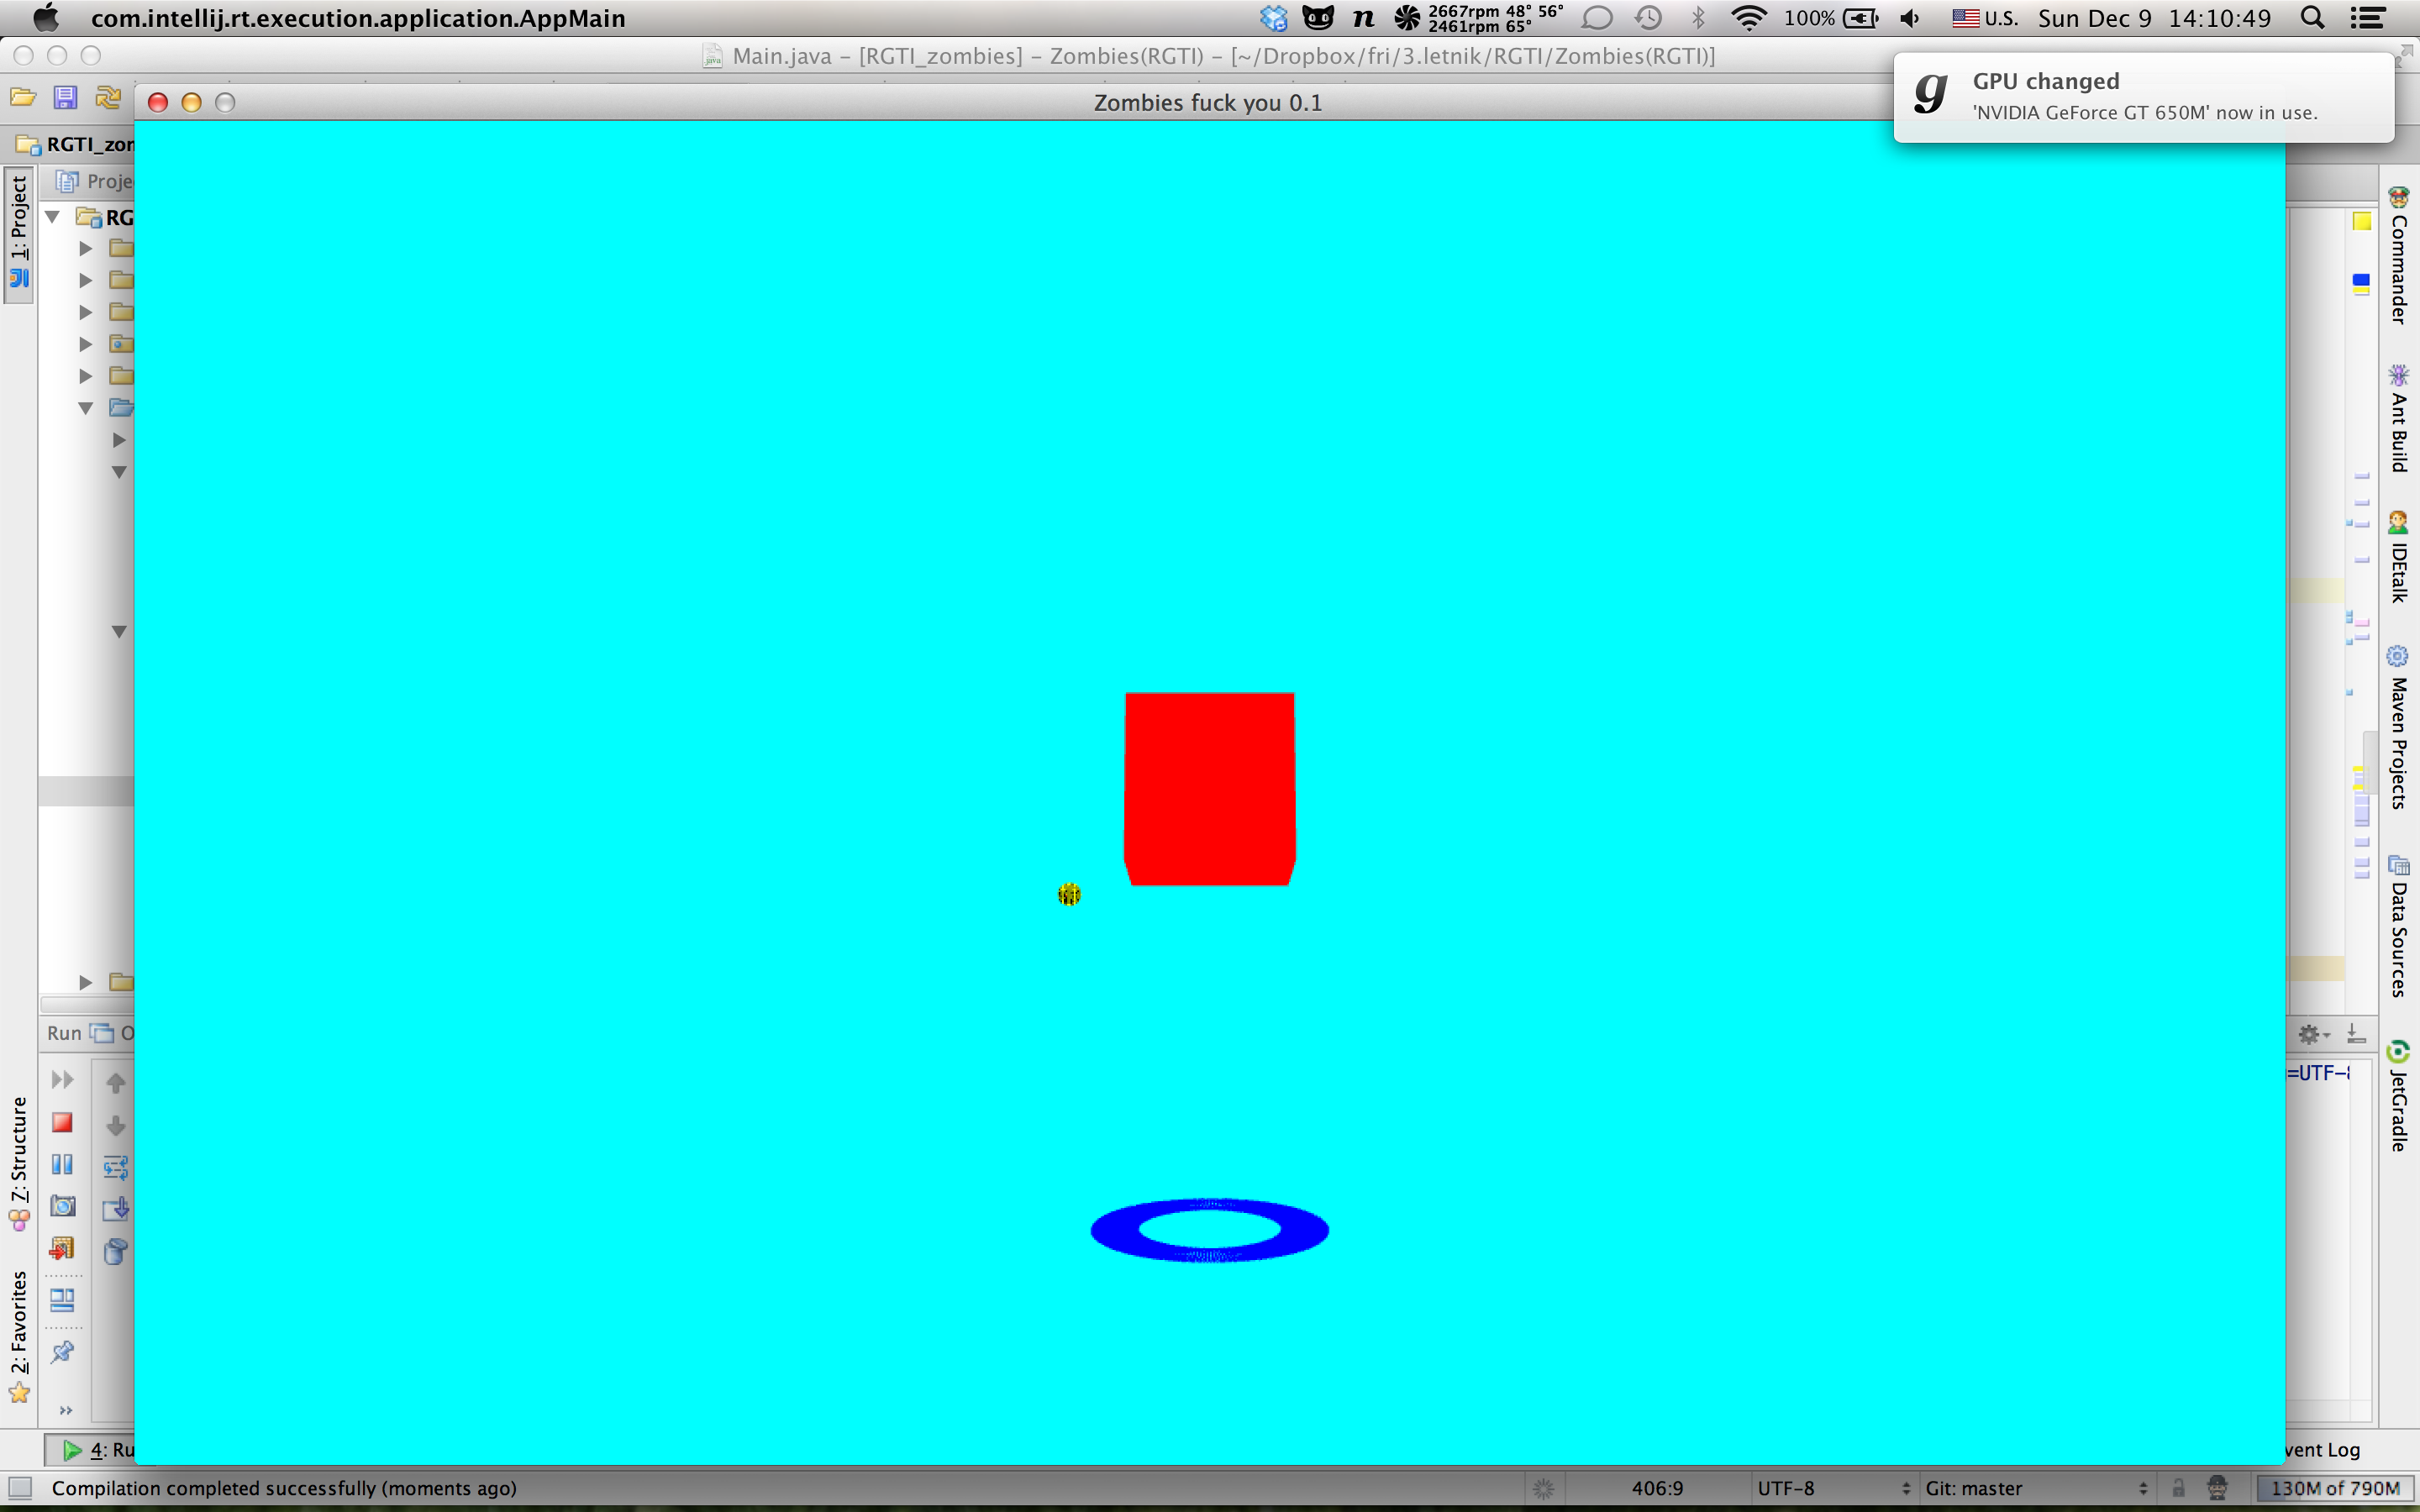 com.intellij.rt.execution.application.AppMain
n
2667rpm 48° 56°
2461rpm 65°
100%
U.S.
Sun Dec 9 14:10:49
Main.java – [RGTI_zombies] – Zombies(RGTI) – [~/Dropbox/fri/3.letnik/RGTI/Zombies(RGTI)]
g
GPU changed
'NVIDIA GeForce GT 650M' now in use.
Zombies fuck you 0.1
RGTI_zom
1: Project
Proje
RG
Commander
Ant Build
IDEtalk
Maven Projects
Data Sources
JetGradle
Run
O
=UTF-8
7: Structure
2: Favorites
4: Ru
vent Log
Compilation completed successfully (moments ago)
406:9
UTF-8
Git: master
130M of 790M